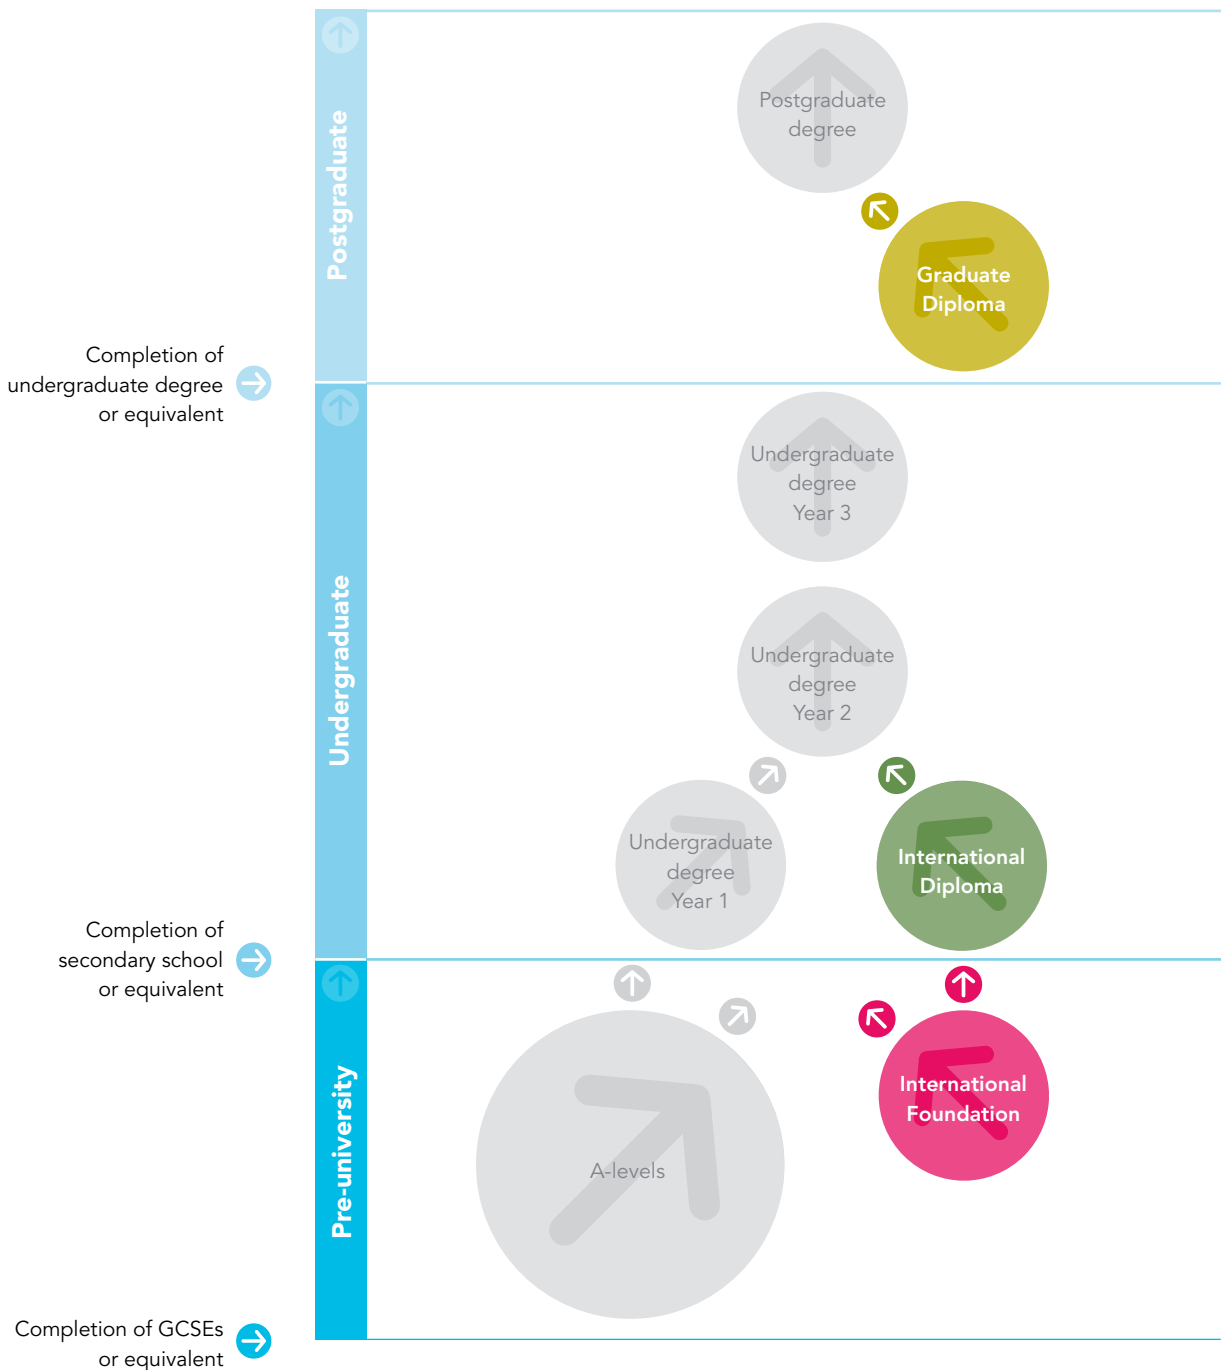 Postgraduate
Postgraduate
degree
Graduate
Diploma
Completion of
undergraduate degree
or equivalent
Undergraduate
Undergraduate
degree
Year 3
Undergraduate
degree
Year 2
Undergraduate
degree
Year 1
International
Diploma
Completion of
secondary school
or equivalent
Pre-university
A-levels
International
Foundation
Completion of GCSEs
or equivalent